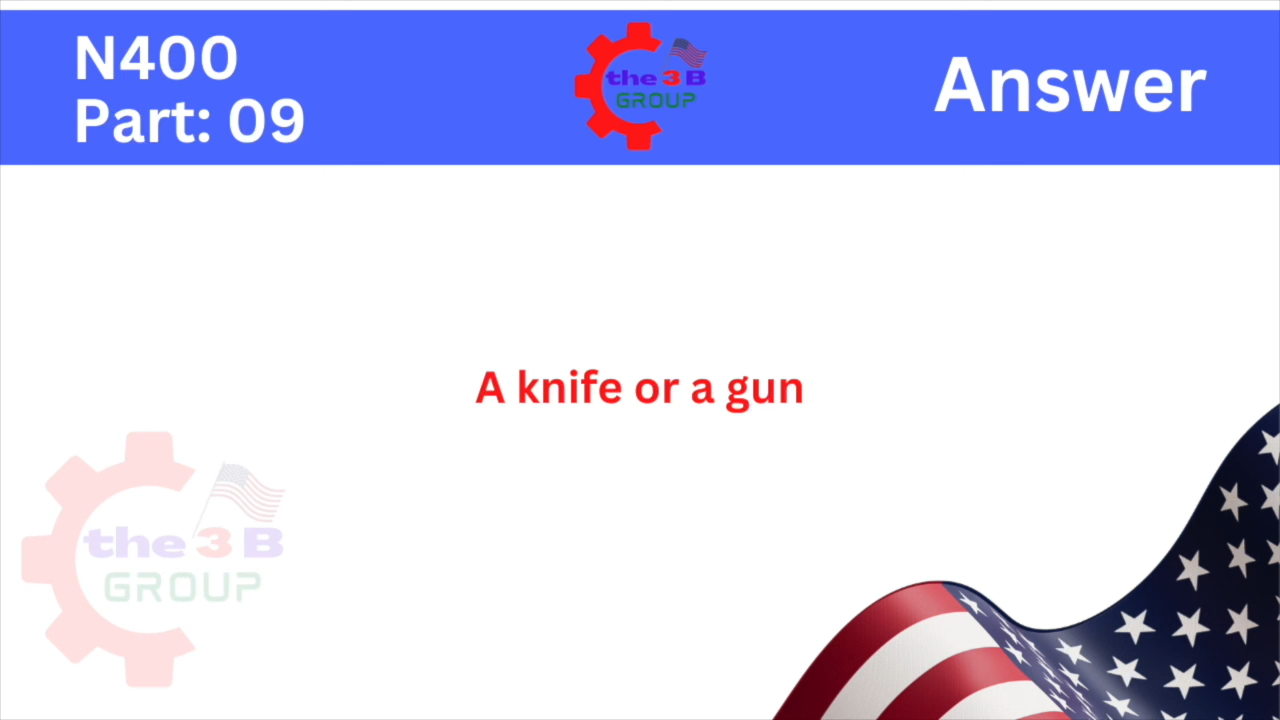 N400
Part: 09
the 3 B
GROUP
Answer
A knife or a gun
the 3 B
GROUP